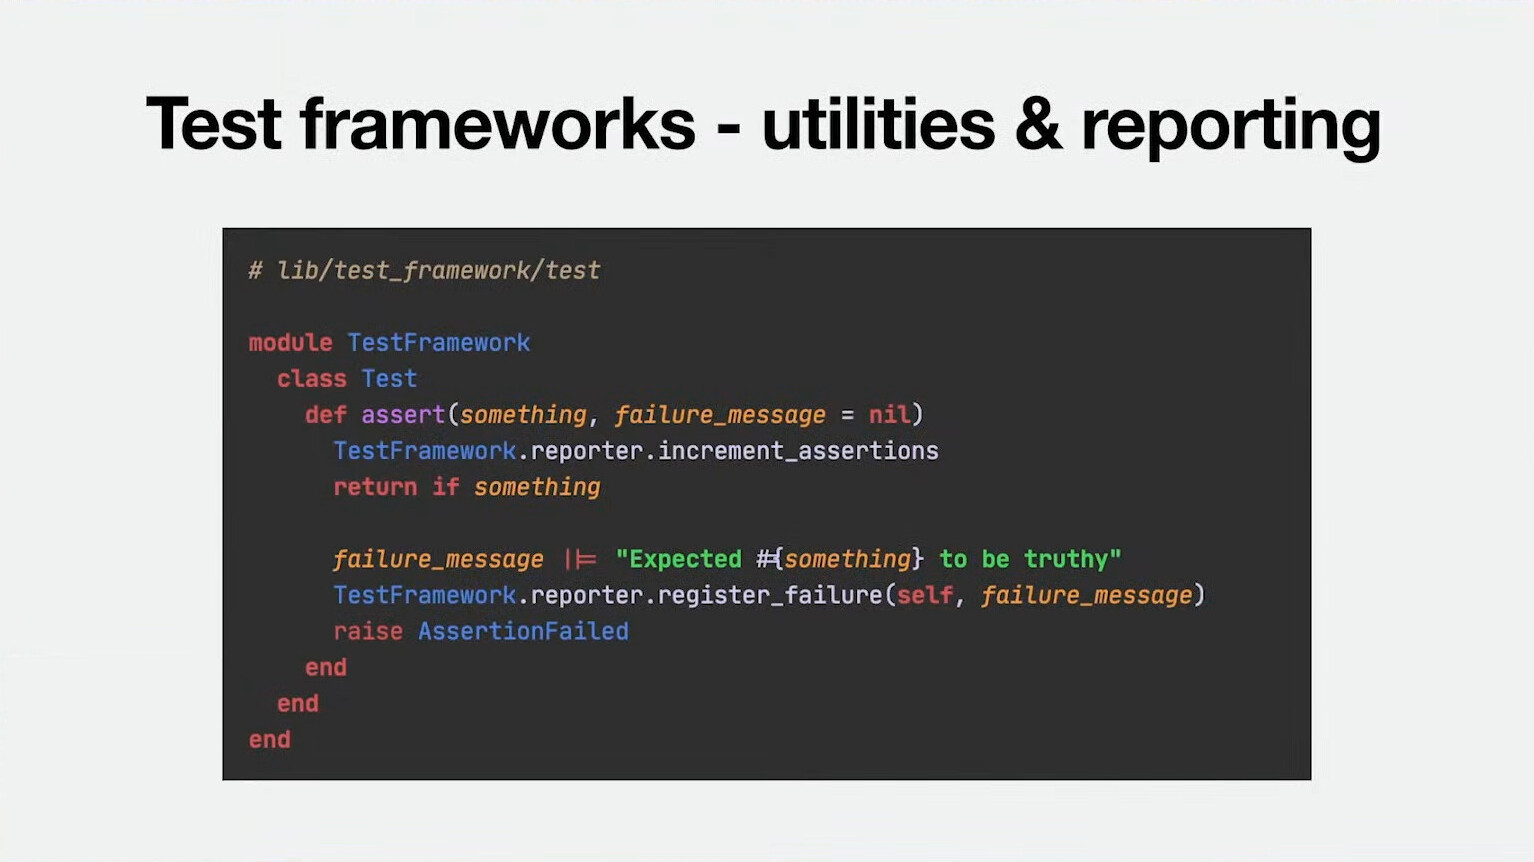 Test frameworks - utilities & reporting
# lib/test_framework/test
module TestFramework
class Test
def assert(something, failure_message = nil)
TestFramework.reporter.increment_assertions
return if something
failure_message ||= "Expected #{something} to be truthy"
TestFramework.reporter.register_failure(self, failure_message)
raise AssertionFailed
end
end
end